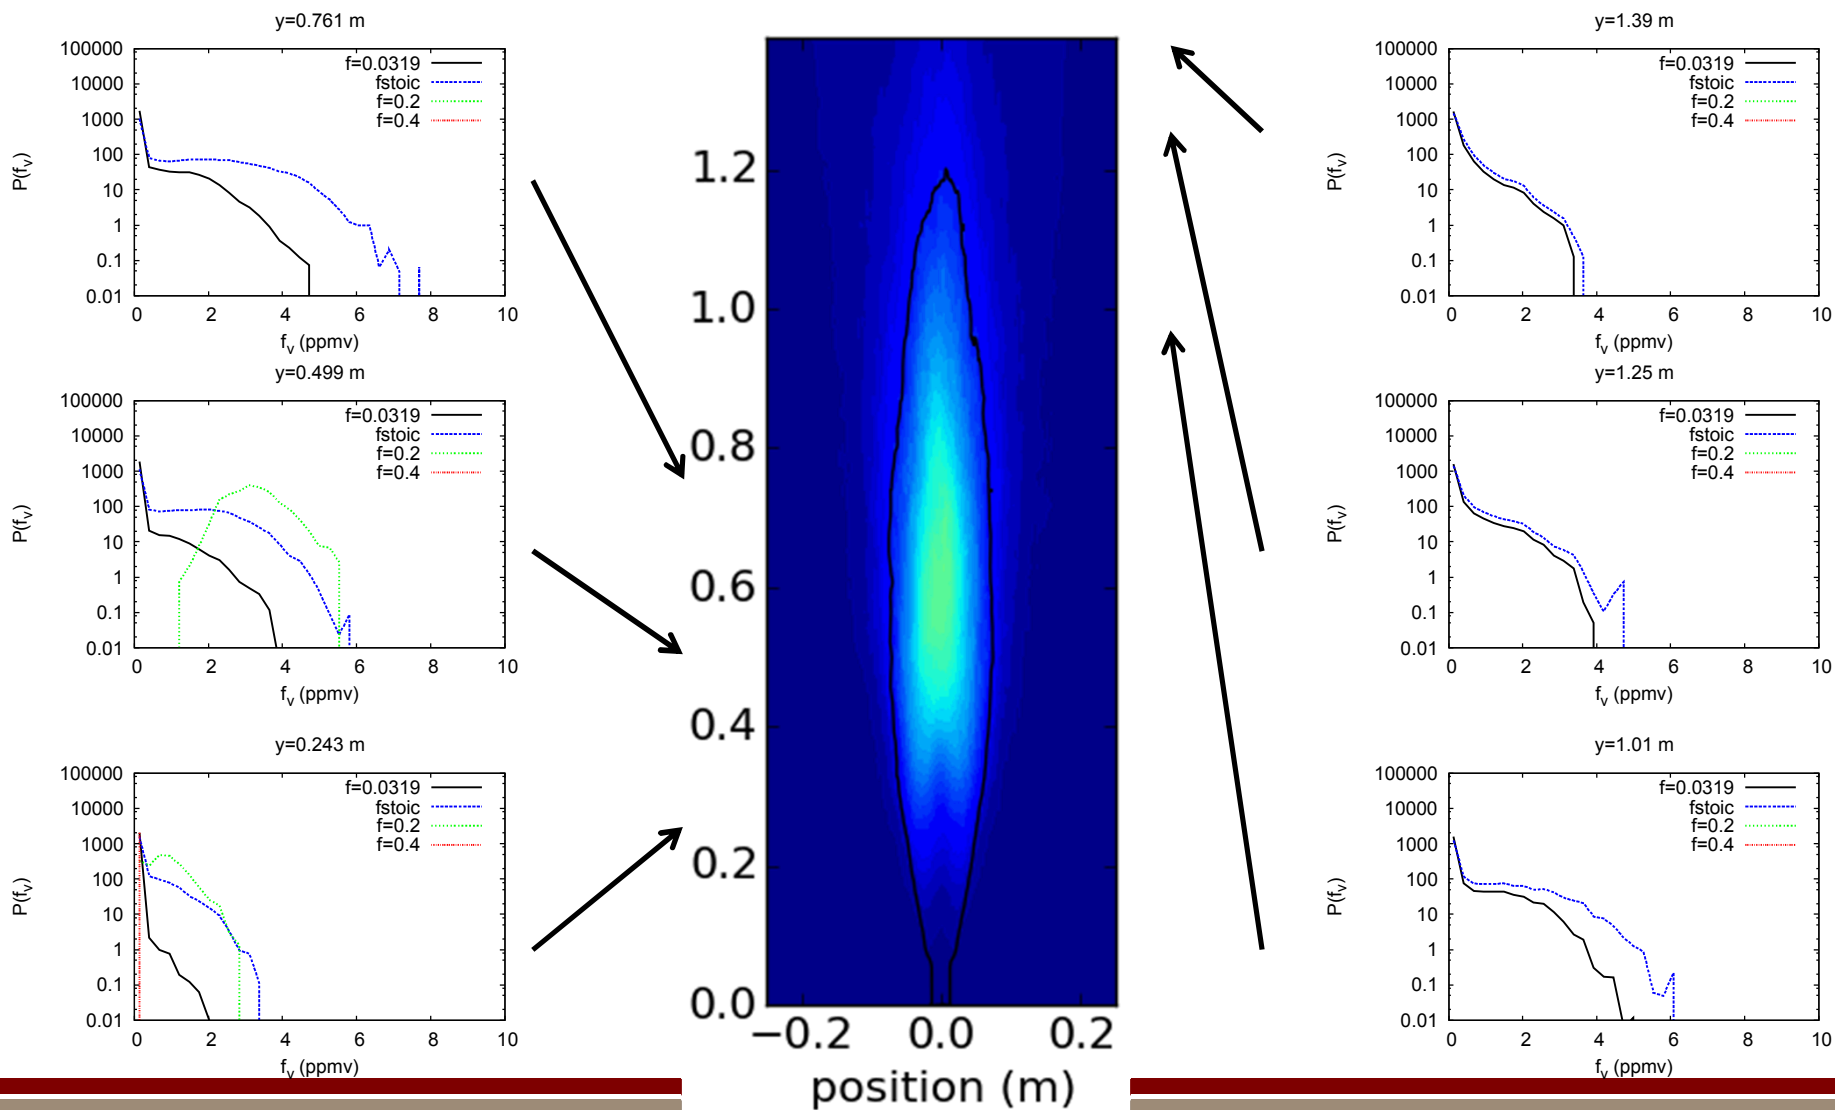 y=0.761 m
100000
10000
1000
100
10
1
0.1
0.01
P(fv)
f=0.0319
fstoic
f=0.2
f=0.4
0 2 4 6 8 10
fv (ppmv)
y=0.499 m
100000
10000
1000
100
10
1
0.1
0.01
P(fv)
f=0.0319
fstoic
f=0.2
f=0.4
0 2 4 6 8 10
fv (ppmv)
y=0.243 m
100000
10000
1000
100
10
1
0.1
0.01
P(fv)
f=0.0319
fstoic
f=0.2
f=0.4
0 2 4 6 8 10
fv (ppmv)
1.2
1.0
0.8
0.6
0.4
0.2
0.0
−0.2 0.0 0.2
position (m)
y=1.39 m
100000
10000
1000
100
10
1
0.1
0.01
P(fv)
f=0.0319
fstoic
f=0.2
f=0.4
0 2 4 6 8 10
fv (ppmv)
y=1.25 m
100000
10000
1000
100
10
1
0.1
0.01
P(fv)
f=0.0319
fstoic
f=0.2
f=0.4
0 2 4 6 8 10
fv (ppmv)
y=1.01 m
100000
10000
1000
100
10
1
0.1
0.01
P(fv)
f=0.0319
fstoic
f=0.2
f=0.4
0 2 4 6 8 10
fv (ppmv)